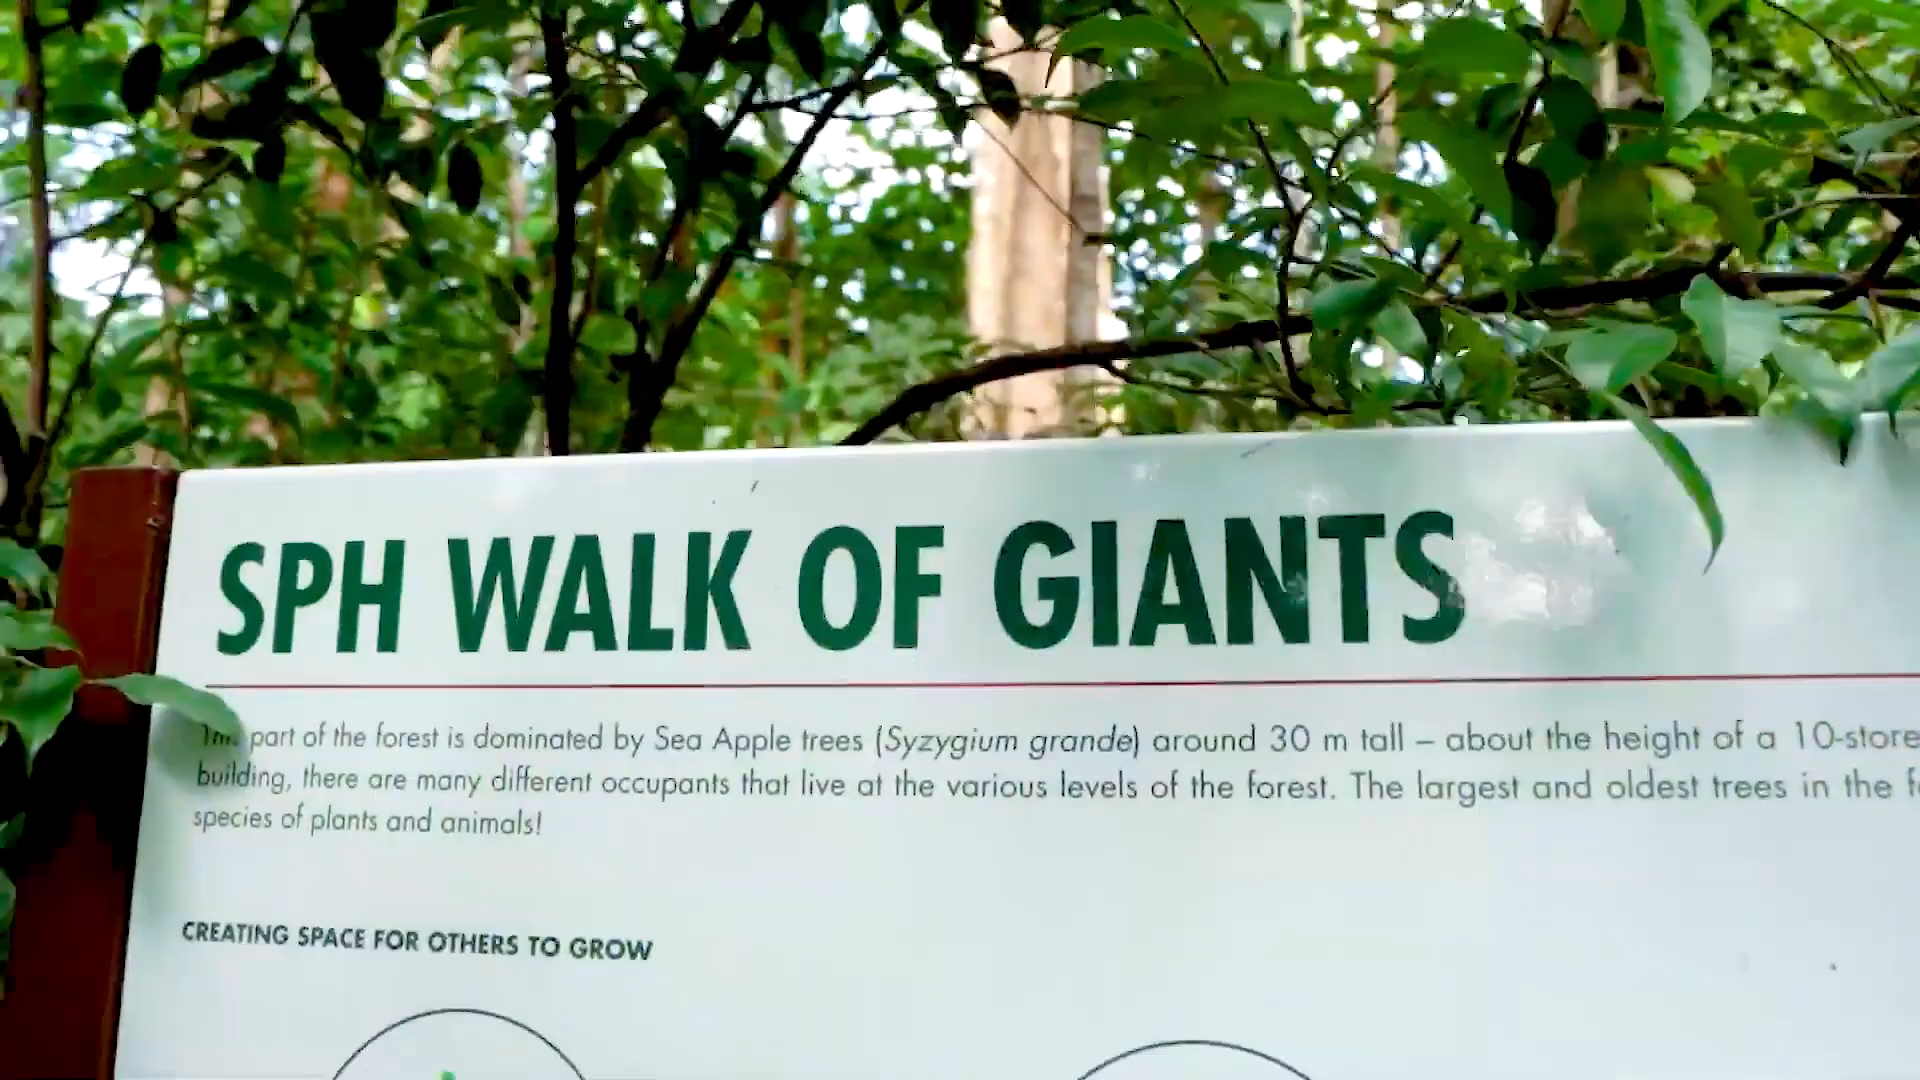 SPH WALK OF GIANTS
This part of the forest is dominated by Sea Apple trees (Syzygium grande) around 30 m tall – about the height of a 10-store
building, there are many different occupants that live at the various levels of the forest. The largest and oldest trees in the
species of plants and animals!
CREATING SPACE FOR OTHERS TO GROW